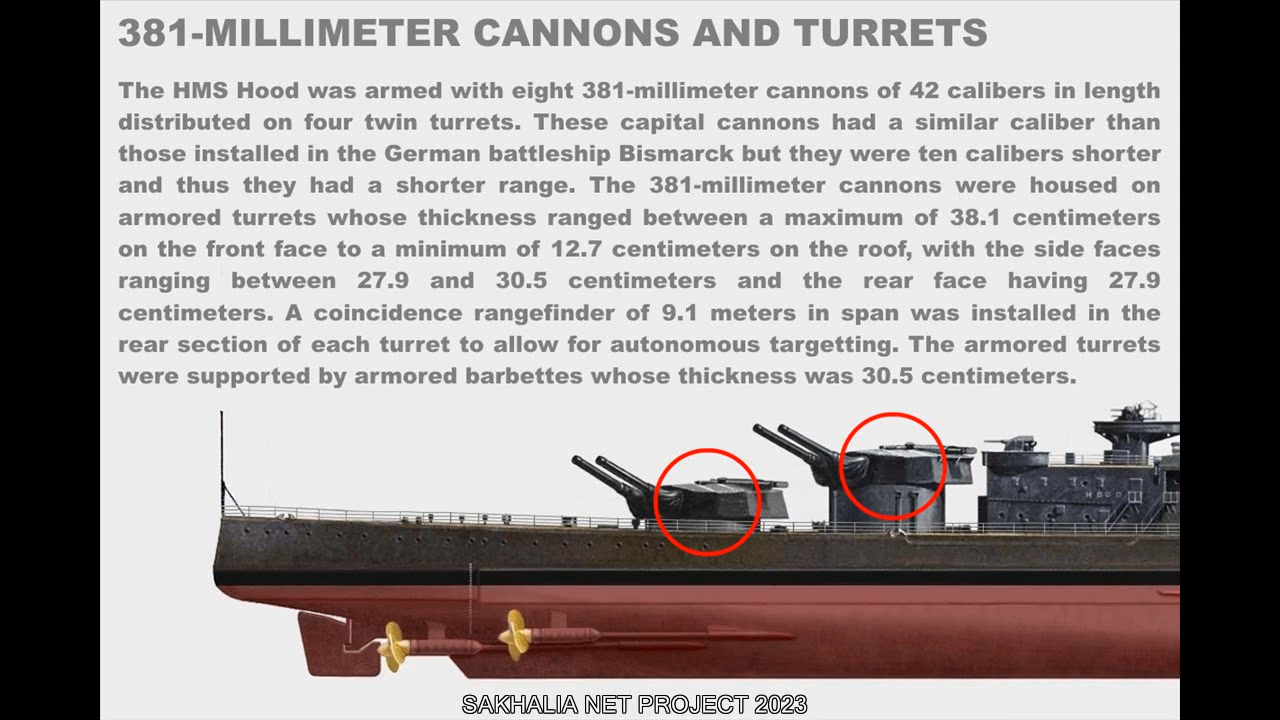 381-MILLIMETER CANNONS AND TURRETS
The HMS Hood was armed with eight 381-millimeter cannons of 42 calibers in length
distributed on four twin turrets. These capital cannons had a similar caliber than
those installed in the German battleship Bismarck but they were ten calibers shorter
and thus they had a shorter range. The 381-millimeter cannons were housed on
armored turrets whose thickness ranged between a maximum of 38.1 centimeters
on the front face to a minimum of 12.7 centimeters on the roof, with the side faces
ranging between 27.9 and 30.5 centimeters and the rear face having 27.9
centimeters. A coincidence rangefinder of 9.1 meters in span was installed in the
rear section of each turret to allow for autonomous targetting. The armored turrets
were supported by armored barbettes whose thickness was 30.5 centimeters.
HOOD
SAKHALIA NET PROJECT 2023